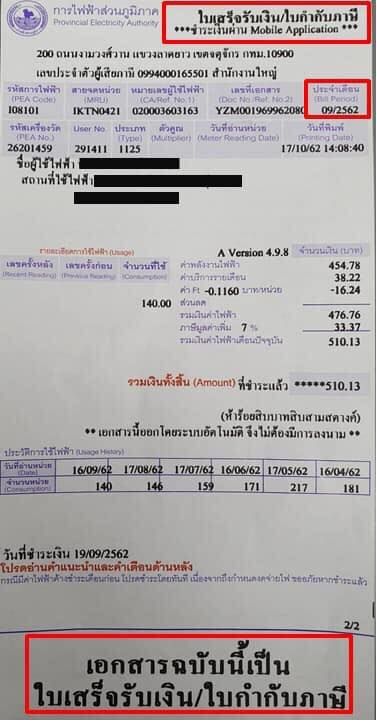 การไฟฟ้าส่วนภูมิภาค
Provincial Electricity Authority
ใบเสร็จรับเงิน/ใบกำกับภาษี
***ชำระเงินผ่าน Mobile Application ***
200 ถนนงามวงศ์วาน แขวงลาดยาว เขตจตุจักร กทม.10900
เลขประจำตัวผู้เสียภาษี 0994000165501 สำนักงานใหญ่
รหัสการไฟฟ้า สายจดหน่วย หมายเลขผู้ใช้ไฟฟ้า เลขที่เอกสาร ประจำเดือน
(PEA Code) (MRU) (CA/Ref. No.1) (Doc No./Ref. No.2) (Bill Period)
I08101 IKTN0421 020003603163 YZM001969962080 09/2562
รหัสเครื่องวัด User No. ประเภท ตัวคูณ วันที่อ่านหน่วย วันที่พิมพ์
(PEA No.) (Type) (Multiplier) (Meter Reading Date) (Printing Date)
26201459 291411 1125 17/10/62 14:08:40
ชื่อผู้ใช้ไฟฟ้า
สถานที่ใช้ไฟฟ้า
รายละเอียดการใช้ไฟฟ้า (Usage) A Version 4.9.8 จำนวนเงิน (บาท)
เลขครั้งหลัง เลขครั้งก่อน จำนวนที่ใช้
(Recent Reading) (Previous Reading) (Consumption)
ค่าพลังงานไฟฟ้า 454.78
ค่าบริการรายเดือน 38.22
140.00 ค่า Ft -0.1160 บาท/หน่วย -16.24
ส่วนลด
รวมเงินค่าไฟฟ้า 476.76
ภาษีมูลค่าเพิ่ม 7 % 33.37
รวมเงินค่าไฟฟ้าเดือนปัจจุบัน 510.13
รวมเงินทั้งสิ้น (Amount) ที่ชำระแล้ว *****510.13
(ห้าร้อยสิบบาทสิบสามสตางค์)
** เอกสารนี้ออกโดยระบบอัตโนมัติ จึงไม่ต้องมีการลงนาม **
ประวัติการใช้ไฟฟ้า (Usage History)
วันที่อ่านหน่วย 16/09/62 17/08/62 17/07/62 16/06/62 17/05/62 16/04/62
(Date)
จำนวนหน่วย 140 146 159 171 217 181
(Consumption)
วันที่ชำระเงิน 19/09/2562
โปรดอ่านคำแนะนำและคำเตือนด้านหลัง
กรณีมีค่าไฟฟ้าค้างชำระเดือนก่อน โปรดชำระโดยทันที เนื่องจากถึงกำหนดงดจ่ายไฟ ขออภัยหากชำระแล้ว
2/2
เอกสารฉบับนี้เป็น
ใบเสร็จรับเงิน/ใบกำกับภาษี